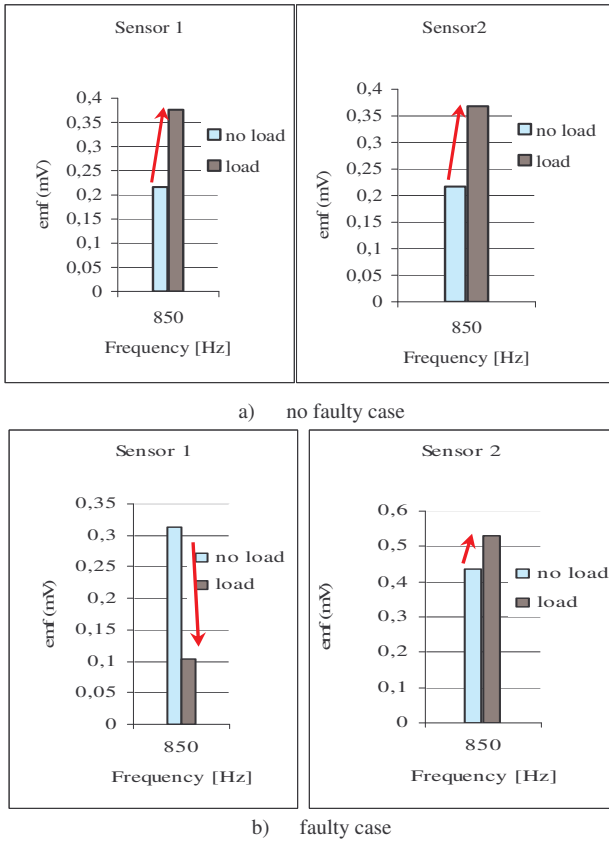 Sensor 1
emf (mV)
0,4
0,35
0,3
0,25
0,2
0,15
0,1
0,05
0
850
Frequency [Hz]
no load
load
Sensor2
emf (mV)
0,4
0,35
0,3
0,25
0,2
0,15
0,1
0,05
0
850
Frequency [Hz]
no load
load
a) no faulty case
Sensor 1
emf (mV)
0,35
0,3
0,25
0,2
0,15
0,1
0,05
0
850
Frequency [Hz]
no load
load
Sensor 2
emf (mV)
0,6
0,5
0,4
0,3
0,2
0,1
0
850
Frequency [Hz]
no load
load
b) faulty case